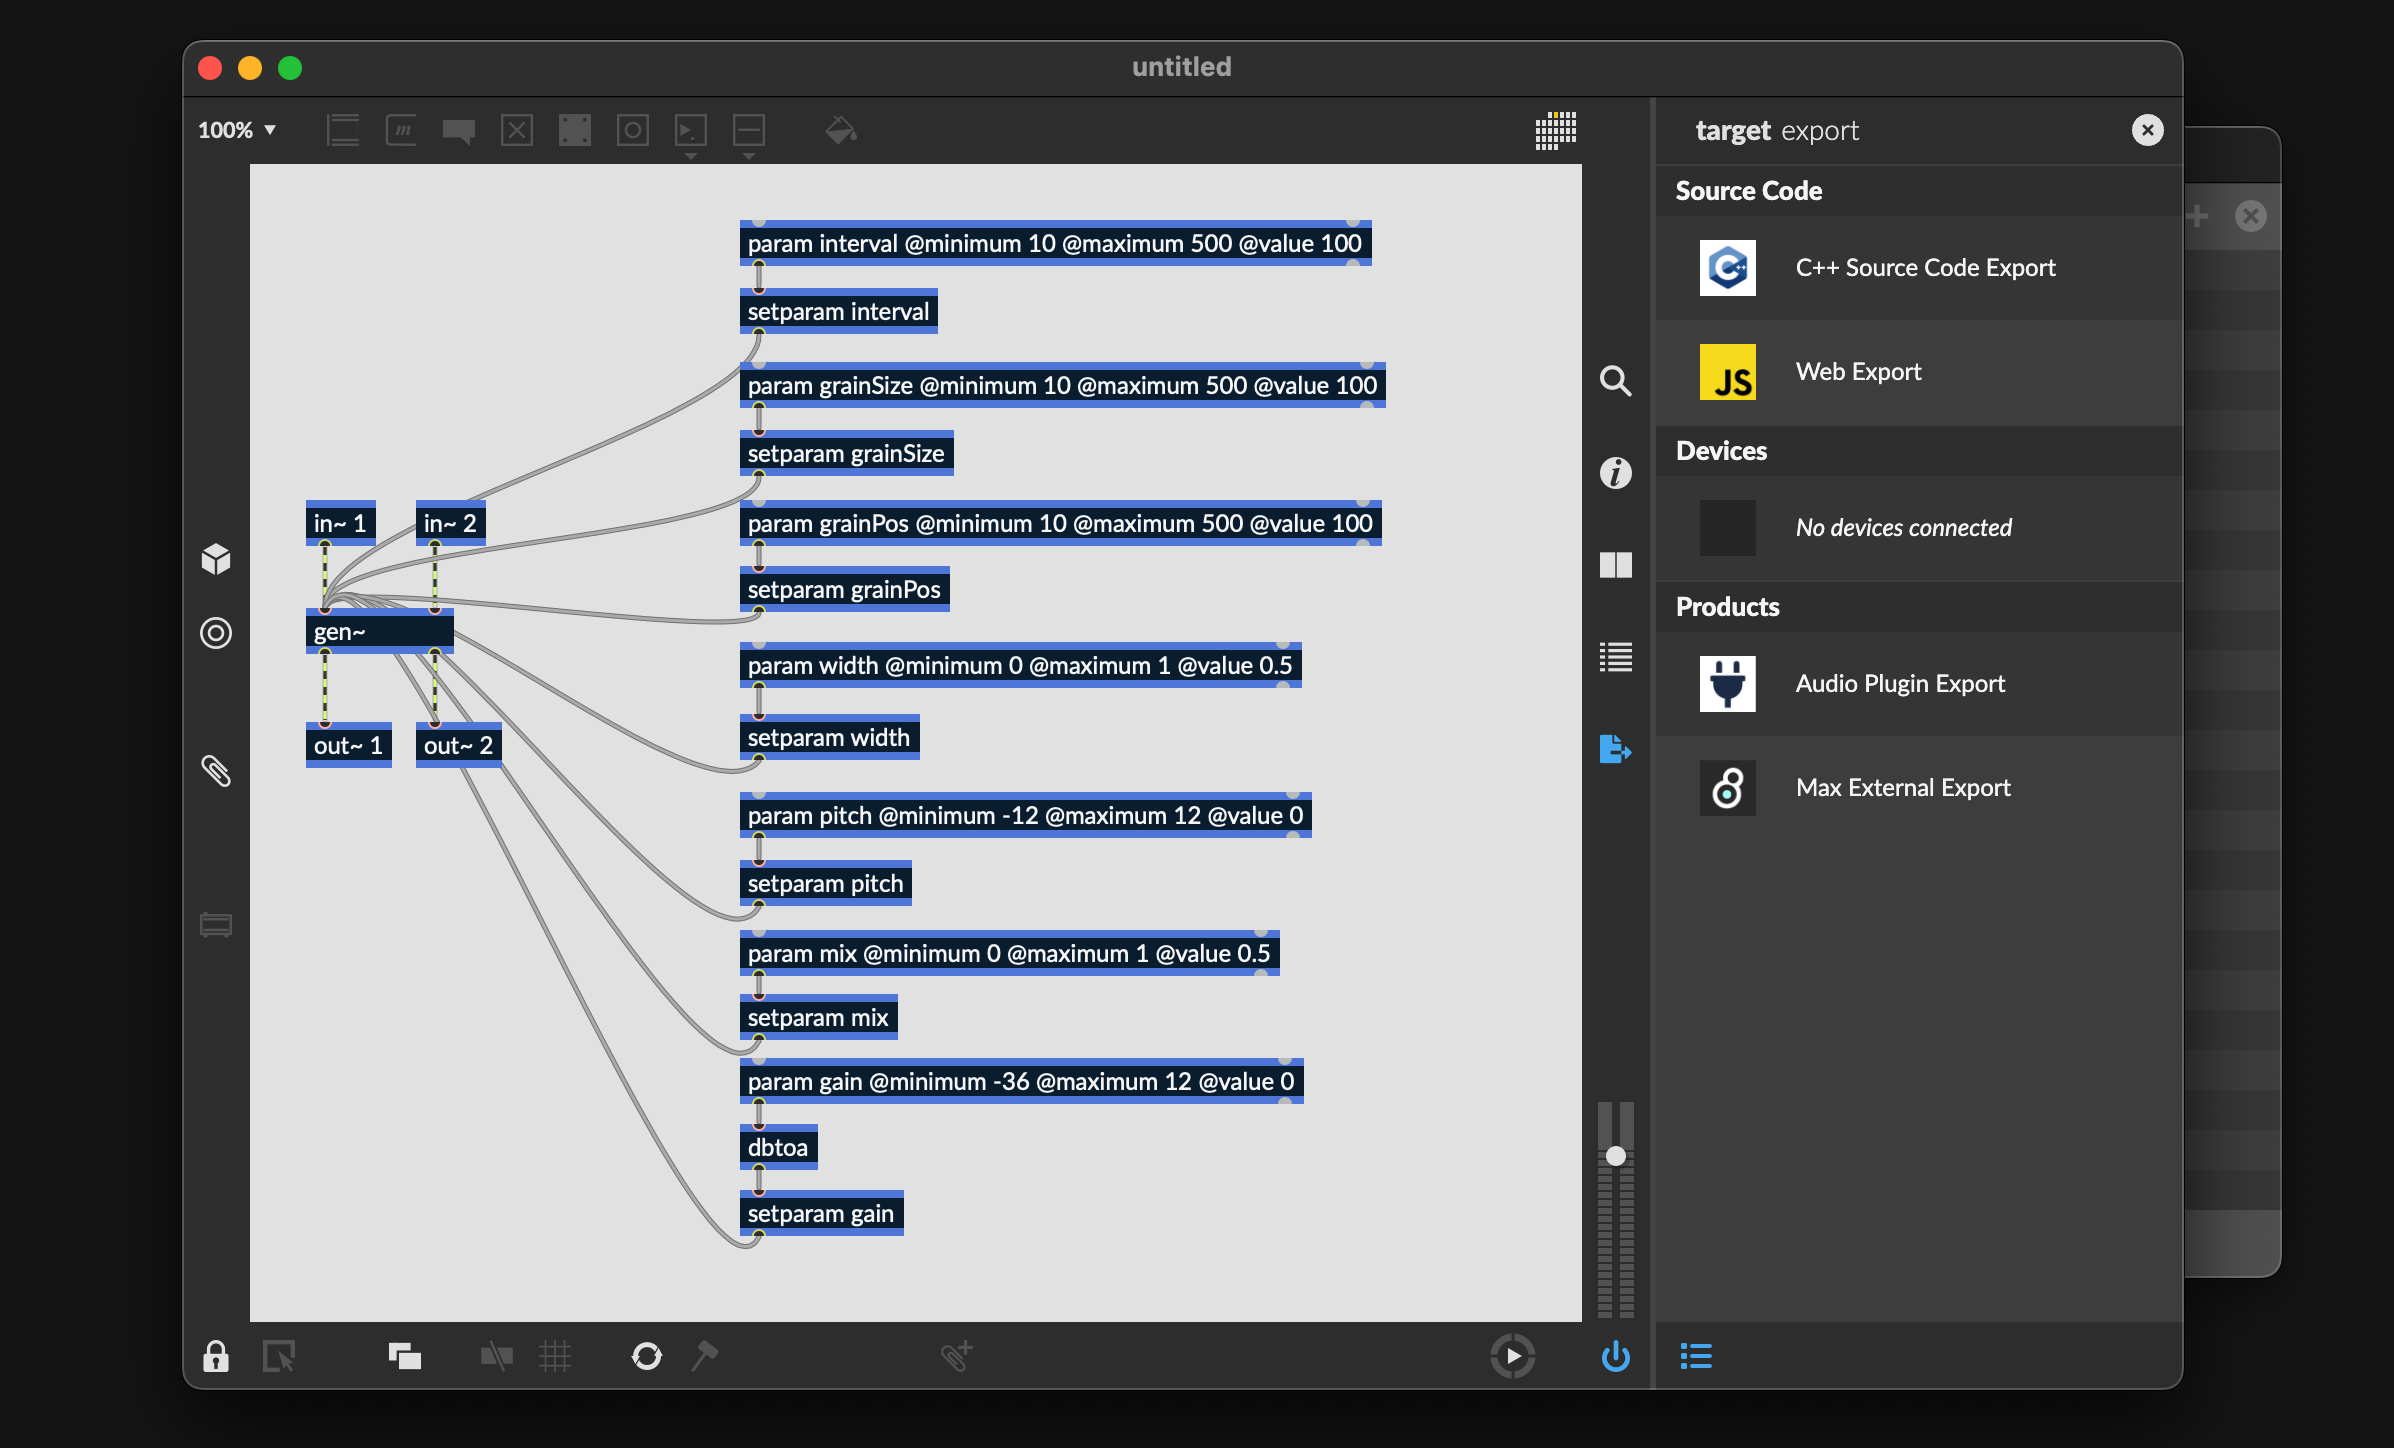 untitled
100%
m
target export
Source Code
C++ Source Code Export
JS
Web Export
Devices
No devices connected
Products
Audio Plugin Export
Max External Export
param interval @minimum 10 @maximum 500 @value 100
setparam interval
param grainSize @minimum 10 @maximum 500 @value 100
setparam grainSize
param grainPos @minimum 10 @maximum 500 @value 100
setparam grainPos
param width @minimum 0 @maximum 1 @value 0.5
setparam width
param pitch @minimum -12 @maximum 12 @value 0
setparam pitch
param mix @minimum 0 @maximum 1 @value 0.5
setparam mix
param gain @minimum -36 @maximum 12 @value 0
dbtoa
setparam gain
in~ 1
in~ 2
gen~
out~ 1
out~ 2